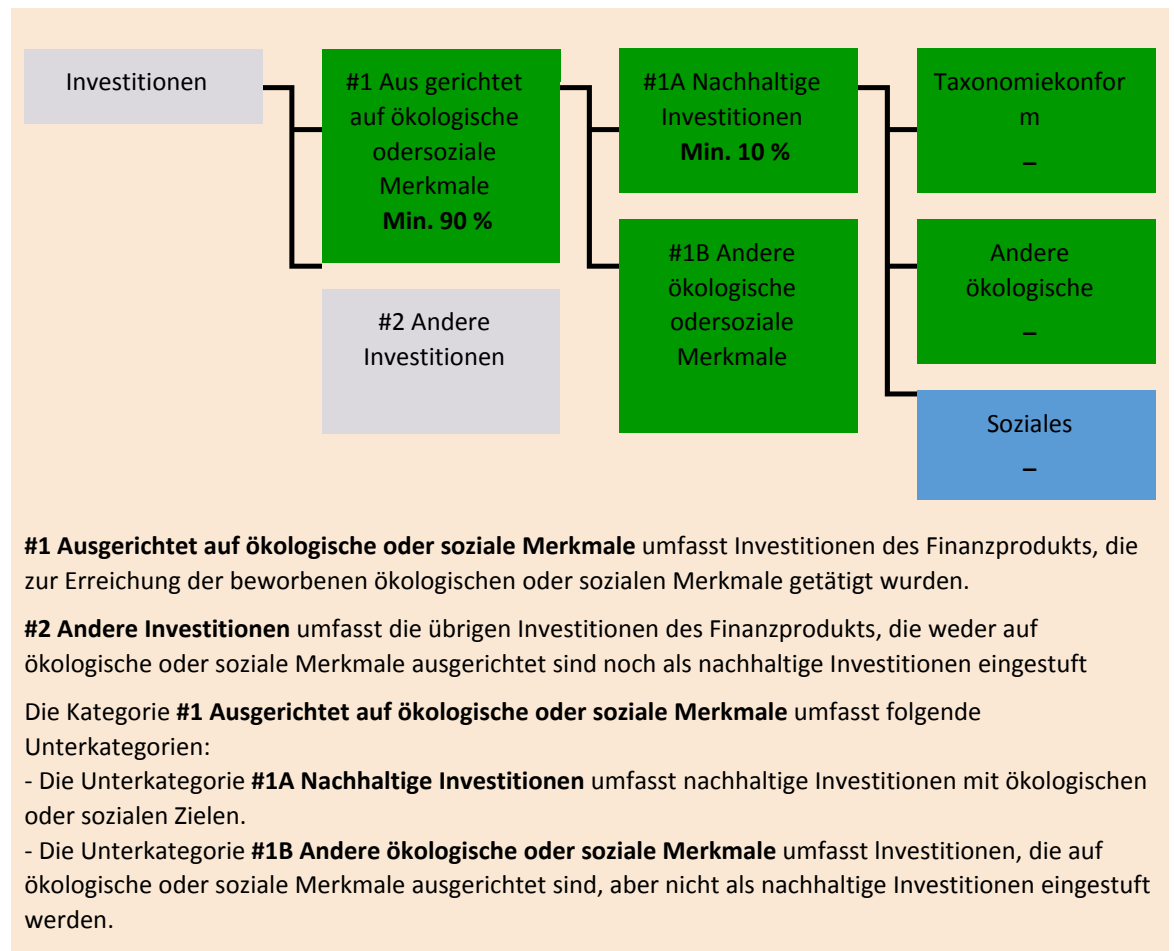 Investitionen
#1 Aus gerichtet
auf ökologische
odersoziale
Merkmale
Min. 90 %
#2 Andere
Investitionen
#1A Nachhaltige
Investitionen
Min. 10 %
#1B Andere
ökologische
odersoziale
Merkmale
Taxonomiekonfor
m
–
Andere
ökologische
–
Soziales
–
#1 Ausgerichtet auf ökologische oder soziale Merkmale umfasst Investitionen des Finanzprodukts, die
zur Erreichung der beworbenen ökologischen oder sozialen Merkmale getätigt wurden.
#2 Andere Investitionen umfasst die übrigen Investitionen des Finanzprodukts, die weder auf
ökologische oder soziale Merkmale ausgerichtet sind noch als nachhaltige Investitionen eingestuft
Die Kategorie #1 Ausgerichtet auf ökologische oder soziale Merkmale umfasst folgende
Unterkategorien:
- Die Unterkategorie #1A Nachhaltige Investitionen umfasst nachhaltige Investitionen mit ökologischen
oder sozialen Zielen.
- Die Unterkategorie #1B Andere ökologische oder soziale Merkmale umfasst lnvestitionen, die auf
ökologische oder soziale Merkmale ausgerichtet sind, aber nicht als nachhaltige Investitionen eingestuft
werden.